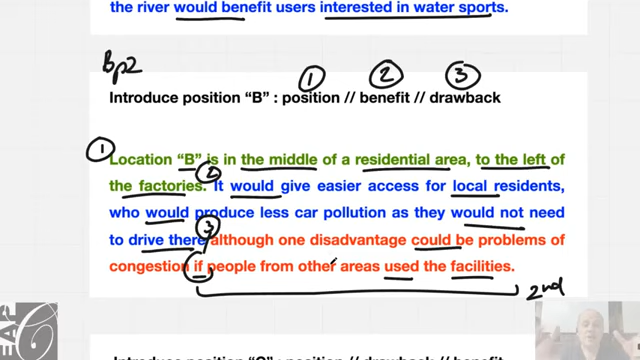 the river would benefit users interested in water sports.
Bp2
1 2 3
Introduce position “B” : position // benefit // drawback
1
Location “B” is in the middle of a residential area, to the left of
2
the factories. It would give easier access for local residents,
who would produce less car pollution as they would not need
3
to drive there although one disadvantage could be problems of
congestion if people from other areas used the facilities.
2nd
EAP
Introduce position “C” : position // drawback // benefit